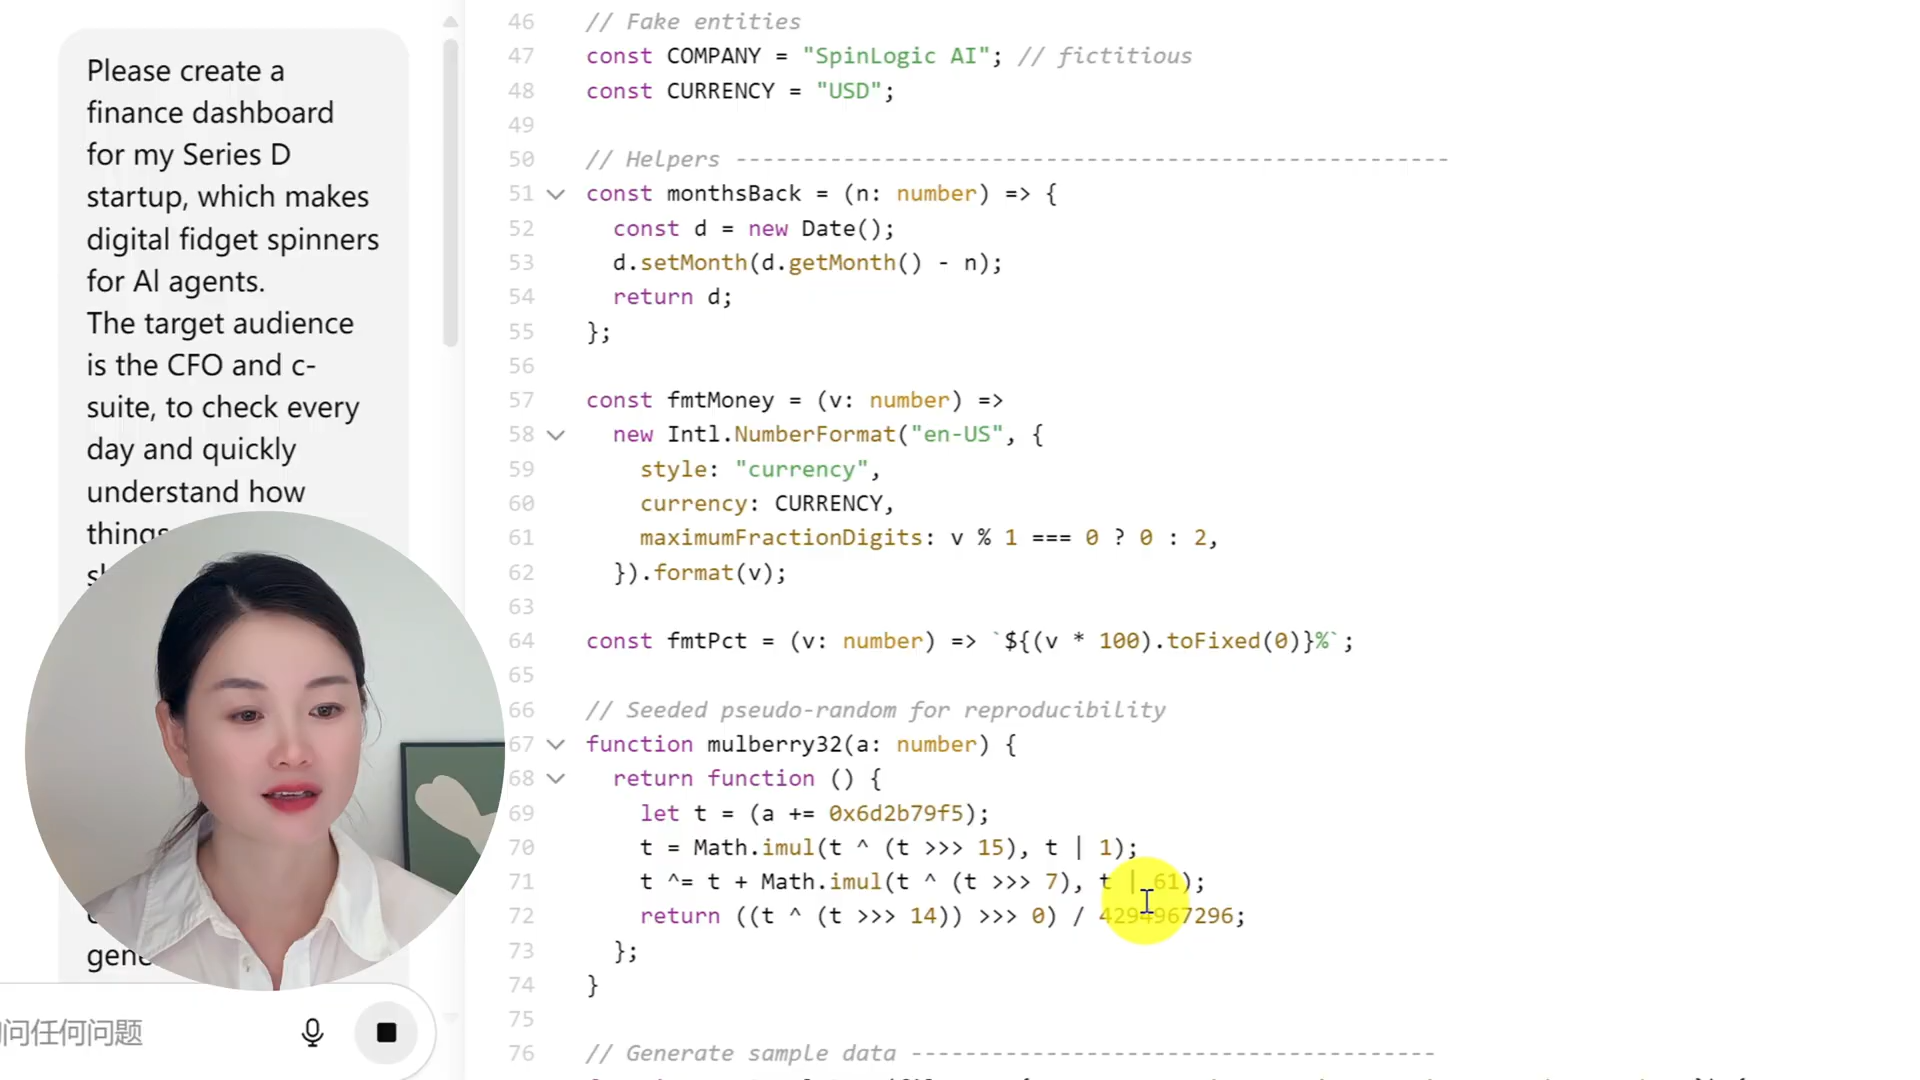 Please create a
finance dashboard
for my Series D
startup, which makes
digital fidget spinners
for AI agents.
The target audience
is the CFO and c-
suite, to check every
day and quickly
understand how
things
问任何问题
46 // Fake entities
47 const COMPANY = "SpinLogic AI"; // fictitious
48 const CURRENCY = "USD";
49
50 // Helpers -----------------------------------------------------
51 const monthsBack = (n: number) => {
52 const d = new Date();
53 d.setMonth(d.getMonth() - n);
54 return d;
55 };
56
57 const fmtMoney = (v: number) =>
58 new Intl.NumberFormat("en-US", {
59 style: "currency",
60 currency: CURRENCY,
61 maximumFractionDigits: v % 1 === 0 ? 0 : 2,
62 }).format(v);
63
64 const fmtPct = (v: number) => `${(v * 100).toFixed(0)}%`;
65
66 // Seeded pseudo-random for reproducibility
67 function mulberry32(a: number) {
68 return function () {
69 let t = (a += 0x6d2b79f5);
70 t = Math.imul(t ^ (t >>> 15), t | 1);
71 t ^= t + Math.imul(t ^ (t >>> 7), t | 61);
72 return ((t ^ (t >>> 14)) >>> 0) / 4294967296;
73 };
74 }
75
76 // Generate sample data ---------------------------------------